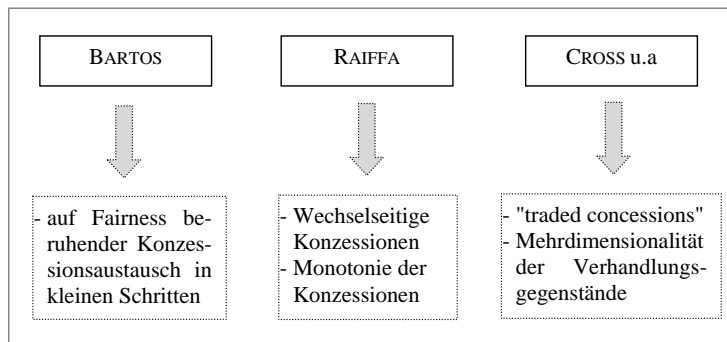 BARTOS
RAIFFA
CROSS u.a
- auf Fairness be-
ruhender Konzes-
sionsaustausch in
kleinen Schritten
- Wechselseitige
Konzessionen
- Monotonie der
Konzessionen
- "traded concessions"
- Mehrdimensionalität
der Verhandlungs-
gegenstände